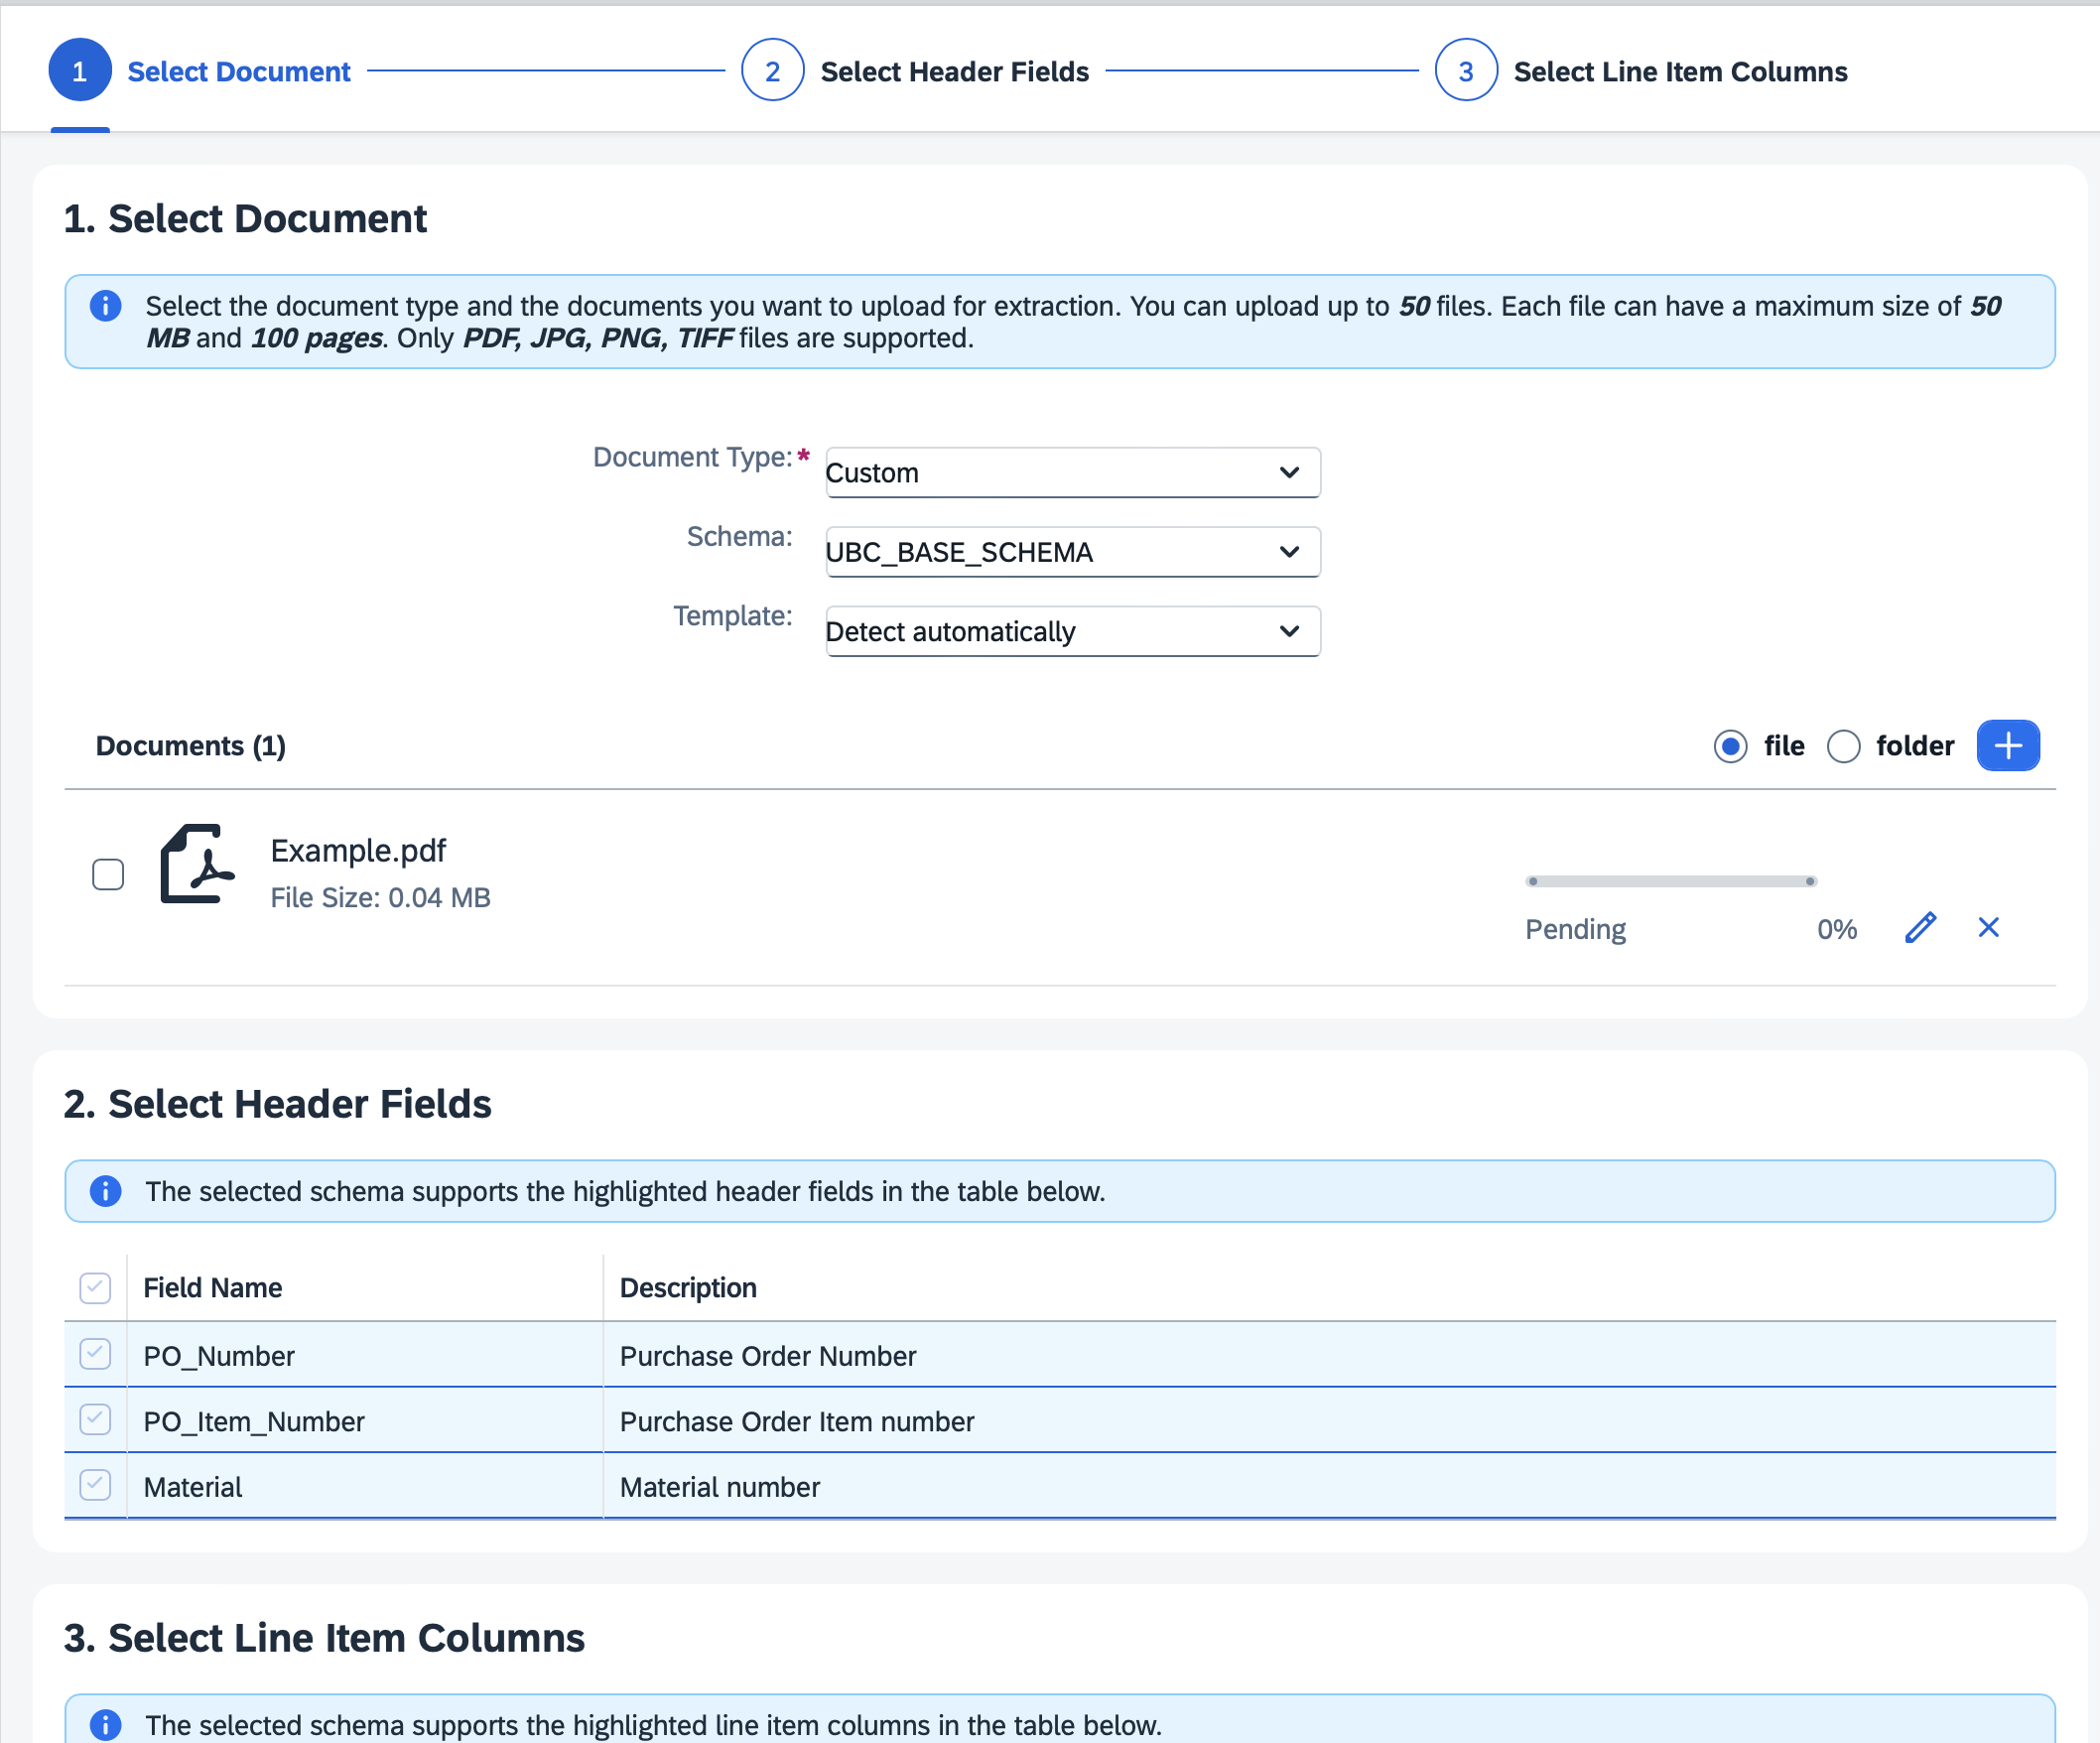 1 Select Document 2 Select Header Fields 3 Select Line Item Columns
1. Select Document
Select the document type and the documents you want to upload for extraction. You can upload up to 50 files. Each file can have a maximum size of 50
MB and 100 pages. Only PDF, JPG, PNG, TIFF files are supported.
Document Type:* Custom
Schema: UBC_BASE_SCHEMA
Template: Detect automatically
Documents (1) file folder
Example.pdf
File Size: 0.04 MB
Pending 0%
2. Select Header Fields
The selected schema supports the highlighted header fields in the table below.
Field Name Description
PO_Number Purchase Order Number
PO_Item_Number Purchase Order Item number
Material Material number
3. Select Line Item Columns
The selected schema supports the highlighted line item columns in the table below.